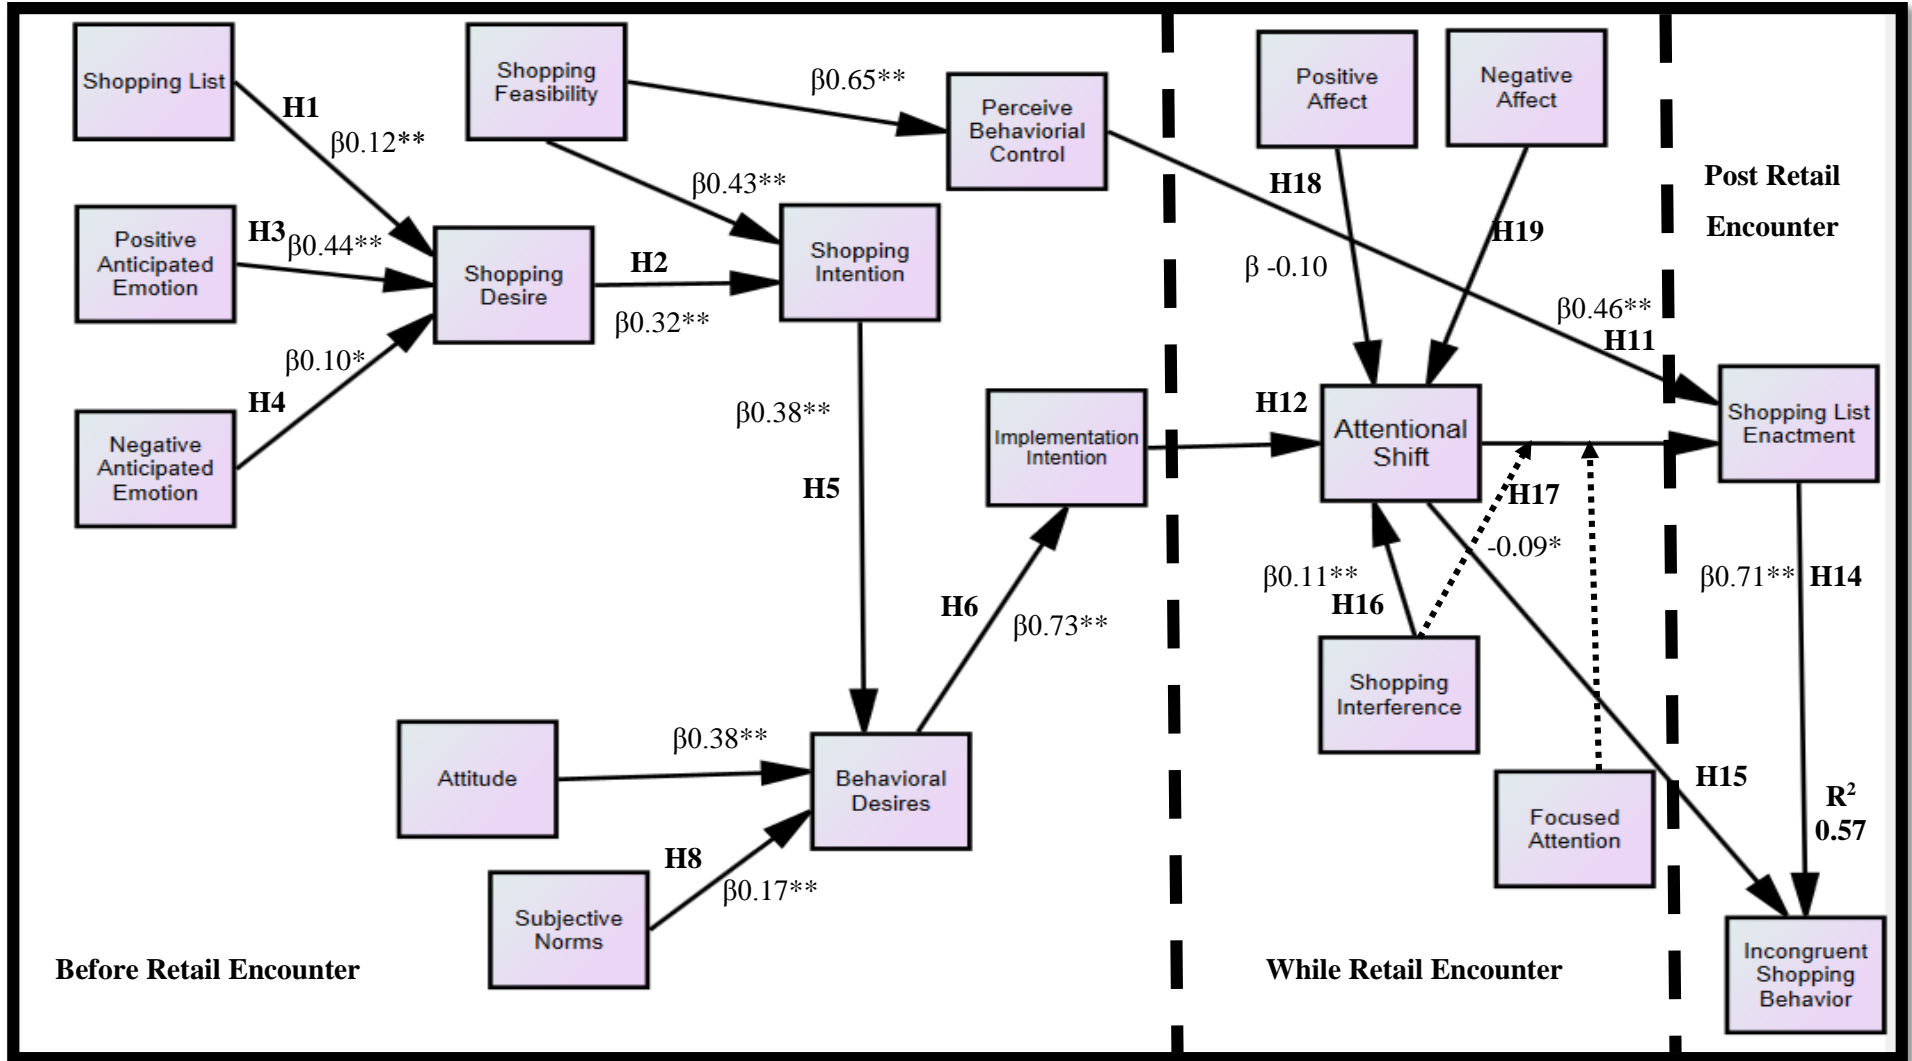 Shopping List
H1
β0.12**
Shopping
Feasibility
β0.65**
Perceive
Behaviorial
Control
β0.43**
Positive
Anticipated
Emotion
H3
β0.44**
Shopping
Desire
H2
β0.32**
Shopping
Intention
β0.10*
H4
Negative
Anticipated
Emotion
β0.38**
H5
Implementation
Intention
H6
β0.73**
Attitude
β0.38**
Behavioral
Desires
H8
β0.17**
Subjective
Norms
Before Retail Encounter
Positive
Affect
Negative
Affect
H18
H19
β -0.10
β0.46**
H11
H12
Attentional
Shift
H17
-0.09*
β0.11**
H16
Shopping
Interference
Focused
Attention
H15
While Retail Encounter
Post Retail
Encounter
Shopping List
Enactment
β0.71**
H14
R²
0.57
Incongruent
Shopping
Behavior